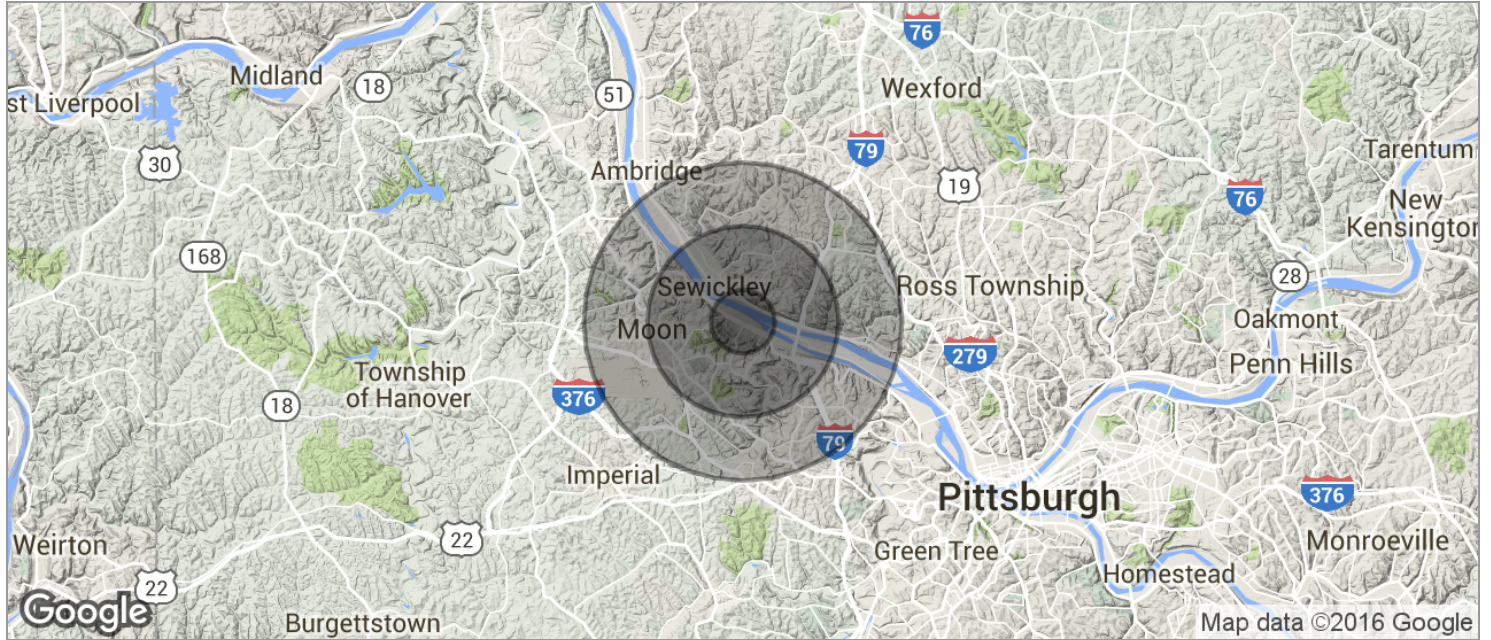 76
Midland
18
Wexford
51
st Liverpool
79
Tarentum
30
Ambridge
19
76
New
Kensington
168
28
Sewickley
Ross Township
Oakmont
Moon
279
Penn Hills
Township
of Hanover
376
18
79
Imperial
Pittsburgh
376
22
Green Tree
Monroeville
Weirton
Homestead
22
Google
Burgettstown
Map data ©2016 Google